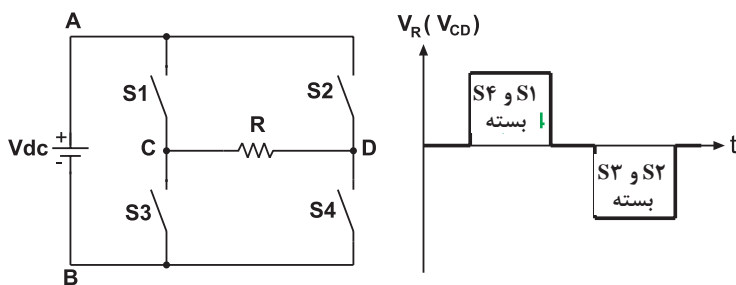 A
S1
S2
R
C
D
Vdc
+
-
S3
S4
B
V_R ( V_CD )
S۱ و S۴
بسته
S۲ و S۳
بسته
t